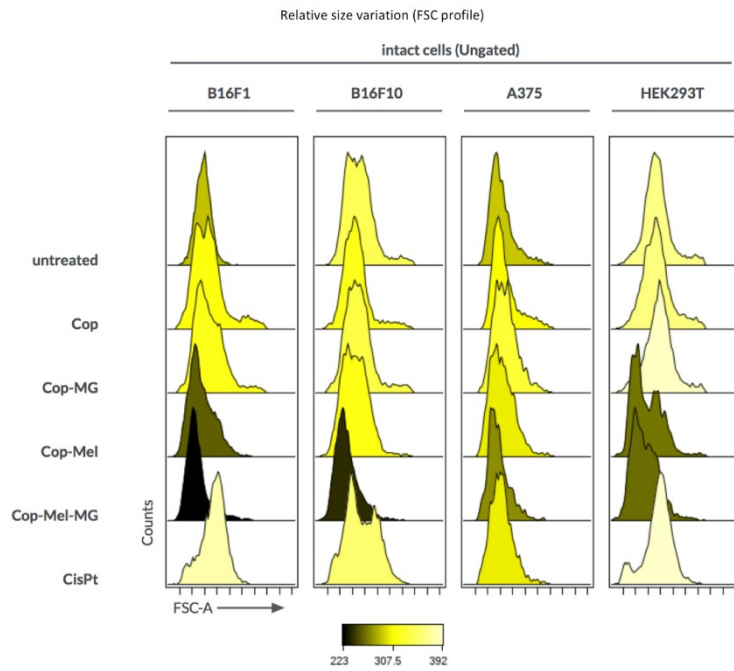 Relative size variation (FSC profile)
intact cells (Ungated)
B16F1 B16F10 A375 HEK293T
untreated
Cop
Cop-MG
Cop-Mel
Cop-Mel-MG
CisPt
Counts
FSC-A
223 307.5 392